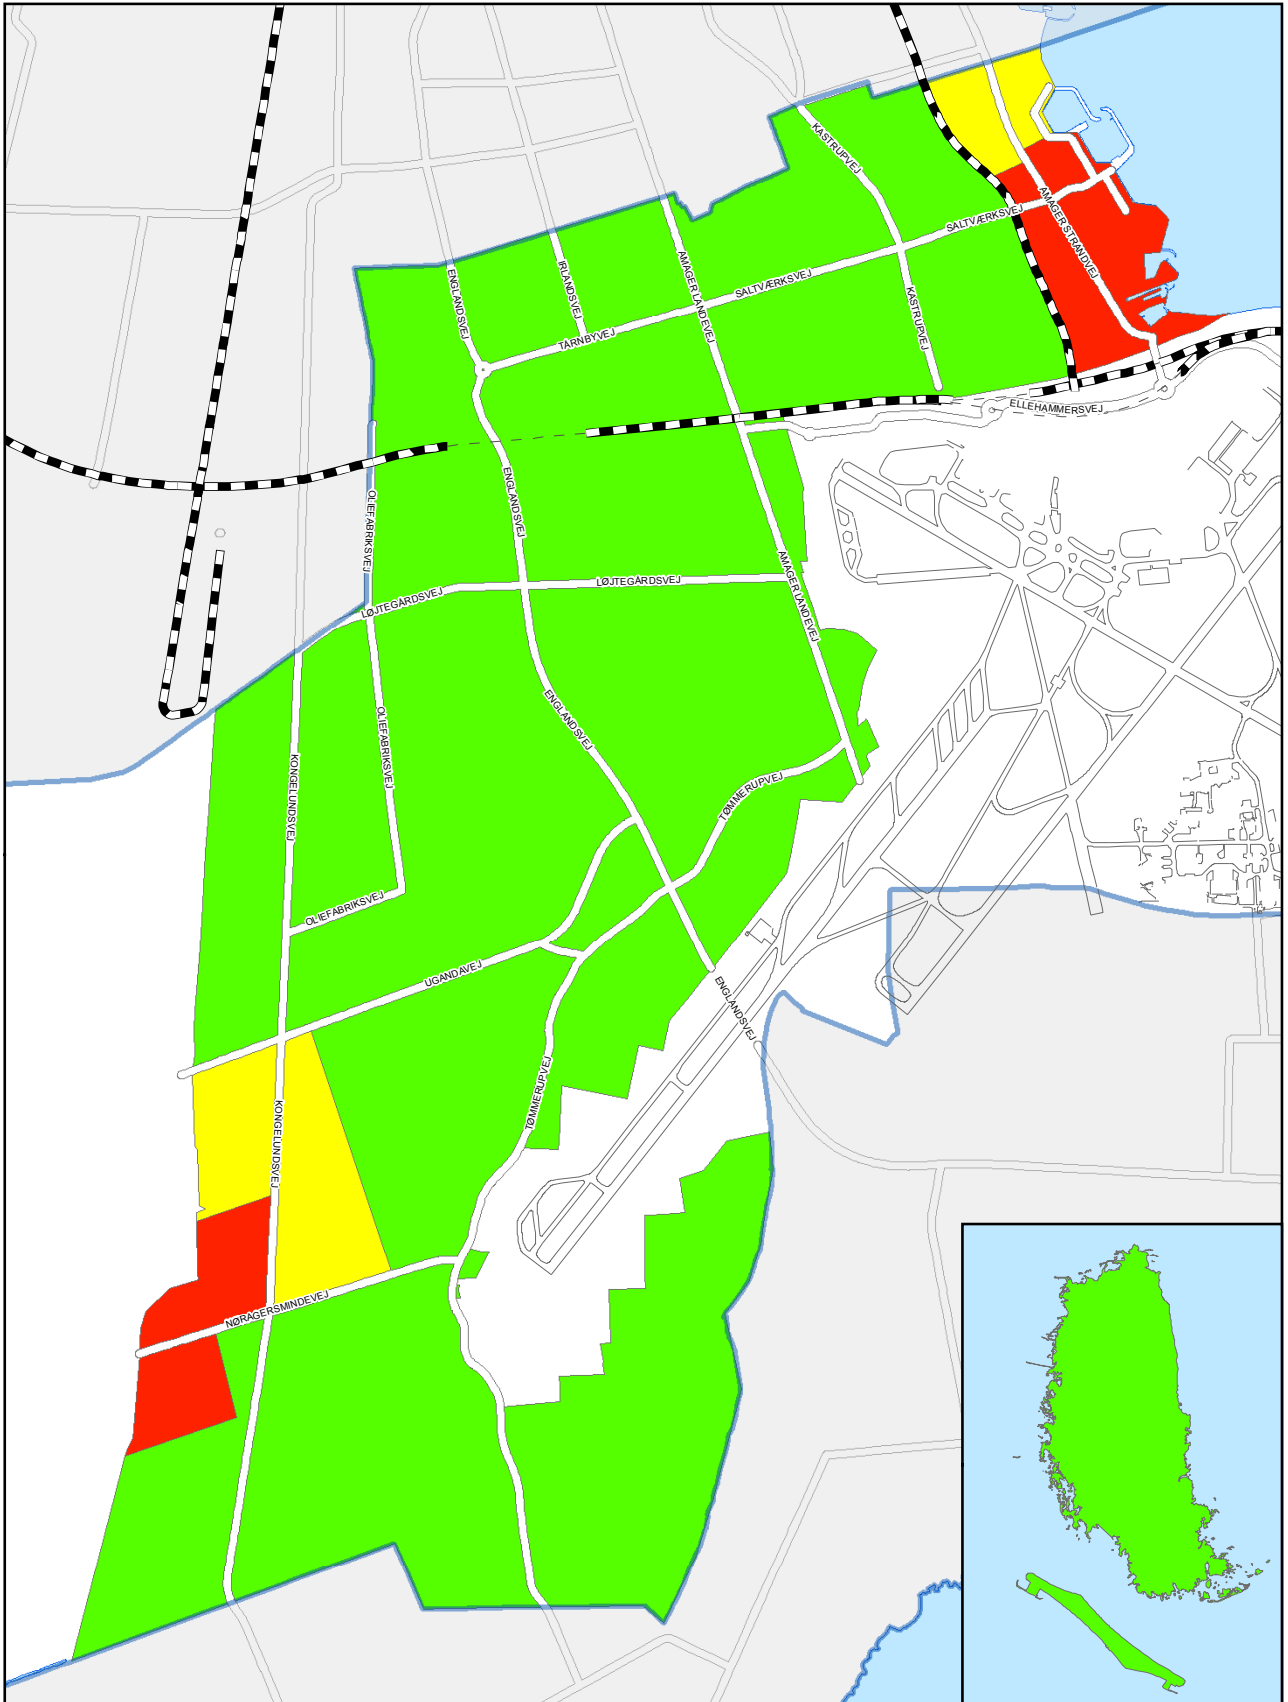 KASTRUPVEJ
AMAGER STRANDVEJ
SALTVÆRKSVEJ
ENGLANDSVEJ
IRLANDSVEJ
AMAGER LANDEVEJ
SALTVÆRKSVEJ
KASTRUPVEJ
TÅRNBYVEJ
ELLEHAMMERSVEJ
OLIEFABRIKSVEJ
ENGLANDSVEJ
LØJTEGÅRDSVEJ
LØJTEGÅRDSVEJ
AMAGER LANDEVEJ
ENGLANDSVEJ
OLIEFABRIKSVEJ
KONGELUNDSVEJ
TØMMERUPVEJ
OLIEFABRIKSVEJ
UGANDAVEJ
ENGLANDSVEJ
TØMMERUPVEJ
KONGELUNDSVEJ
NØRAGERSMINDEVEJ